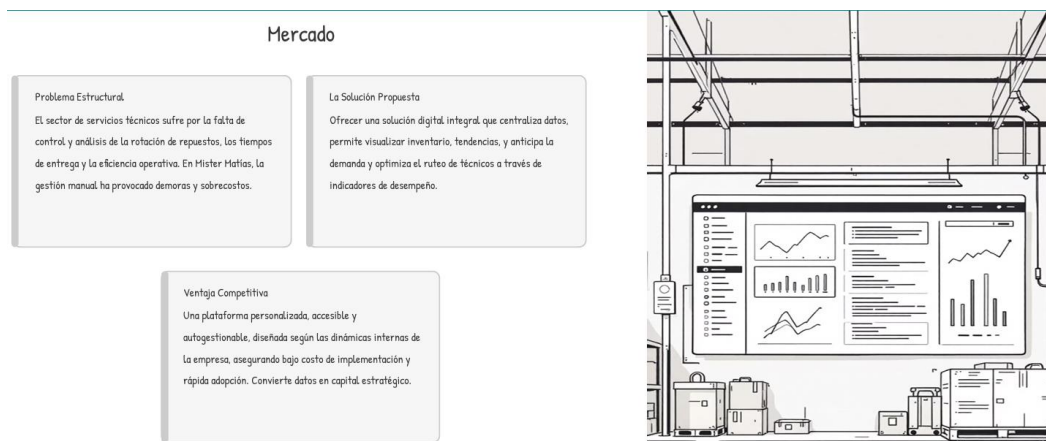 Mercado
Problema Estructural
El sector de servicios técnicos sufre por la falta de
control y análisis de la rotación de repuestos, los tiempos
de entrega y la eficiencia operativa. En Mister Matías, la
gestión manual ha provocado demoras y sobrecostos.
La Solución Propuesta
Ofrecer una solución digital integral que centraliza datos,
permite visualizar inventario, tendencias, y anticipa la
demanda y optimiza el ruteo de técnicos a través de
indicadores de desempeño.
Ventaja Competitiva
Una plataforma personalizada, accesible y
autogestionable, diseñada según las dinámicas internas de
la empresa, asegurando bajo costo de implementación y
rápida adopción. Convierte datos en capital estratégico.